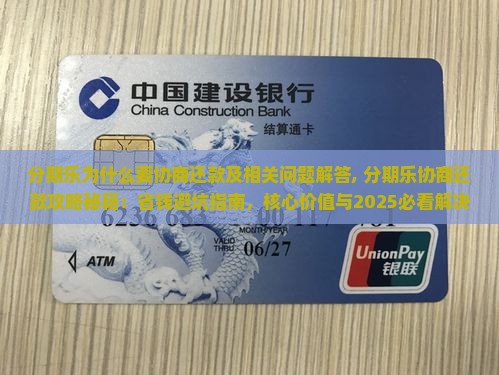 中国建设银行
China Construction Bank
结算通卡
分期乐为什么要协商还款及相关问题解答, 分期乐协商还
款攻略秘籍：省钱避坑指南，核心价值与2025必看解决
06/27
ATM
UnionPay
银联